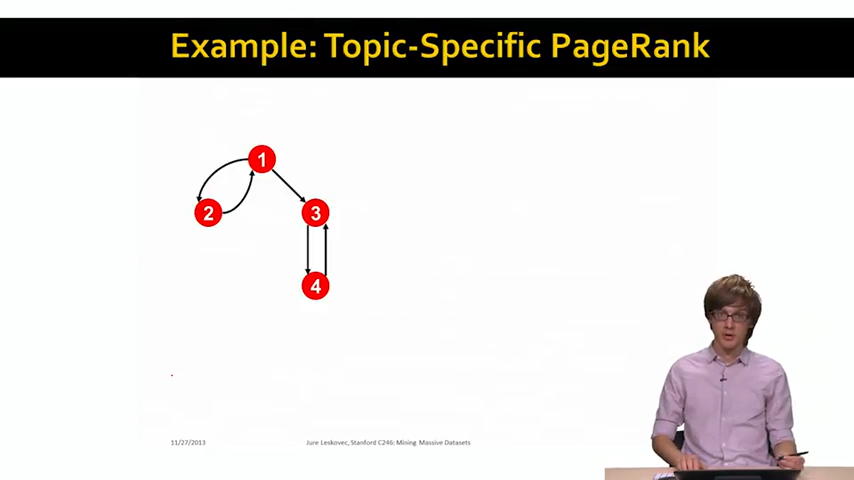 Example: Topic-Specific PageRank
1
2
3
4
11/27/2013
Jure Leskovec, Stanford C246: Mining Massive Datasets